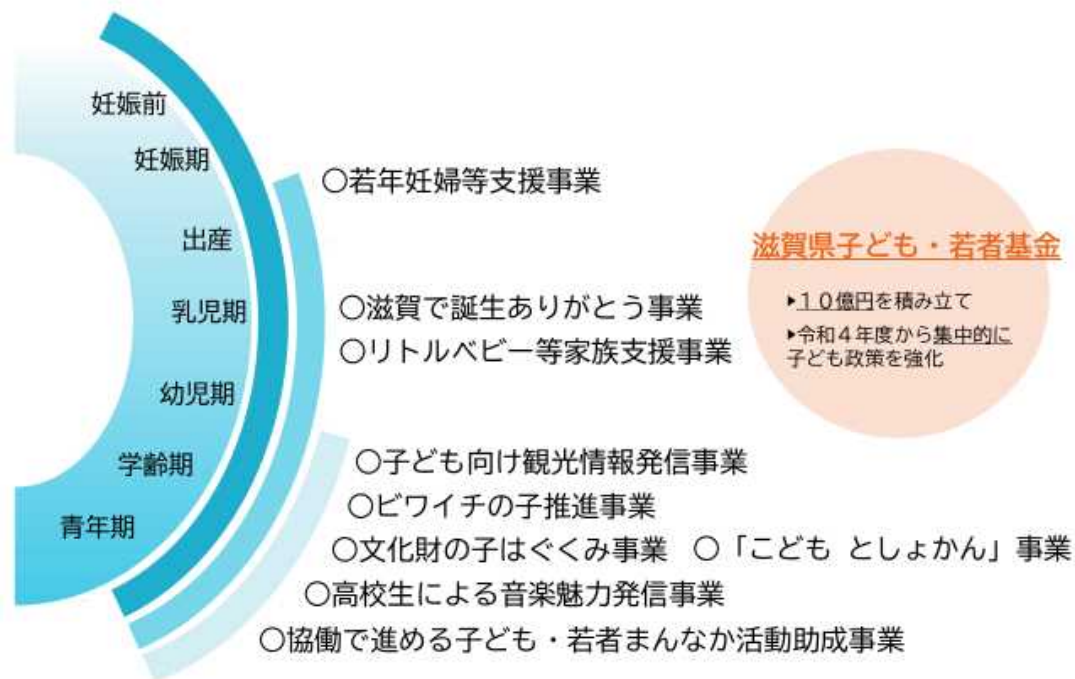 妊娠前
妊娠期
出産
乳児期
幼児期
学齢期
青年期
○若年妊婦等支援事業
○滋賀で誕生ありがとう事業
○リトルベビー等家族支援事業
○子ども向け観光情報発信事業
○ビワイチの子推進事業
○文化財の子はぐくみ事業 ○「こども としょかん」事業
○高校生による音楽魅力発信事業
○協働で進める子ども・若者まんなか活動助成事業
滋賀県子ども・若者基金
▶10億円を積み立て
▶令和4年度から集中的に
子ども政策を強化